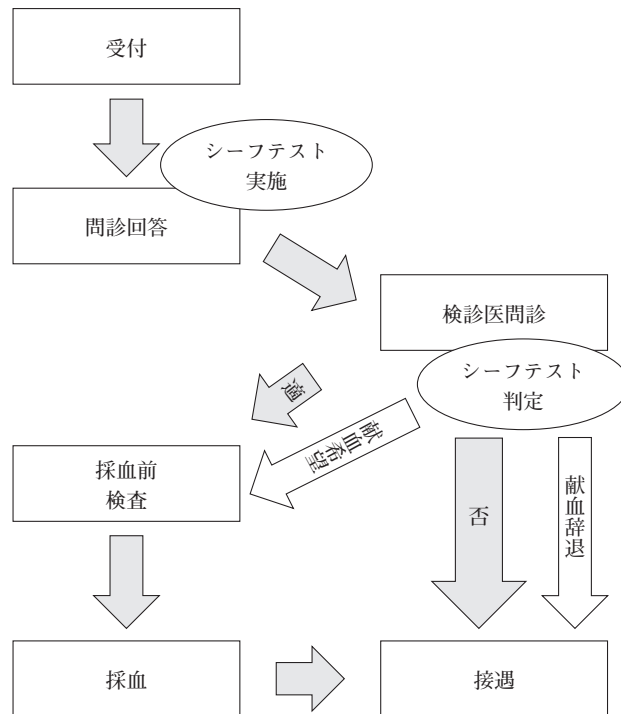 受付
シーフテスト
実施
問診回答
検診医問診
シーフテスト
判定
適
献血希望
採血前
検査
否
献血辞退
採血
接遇